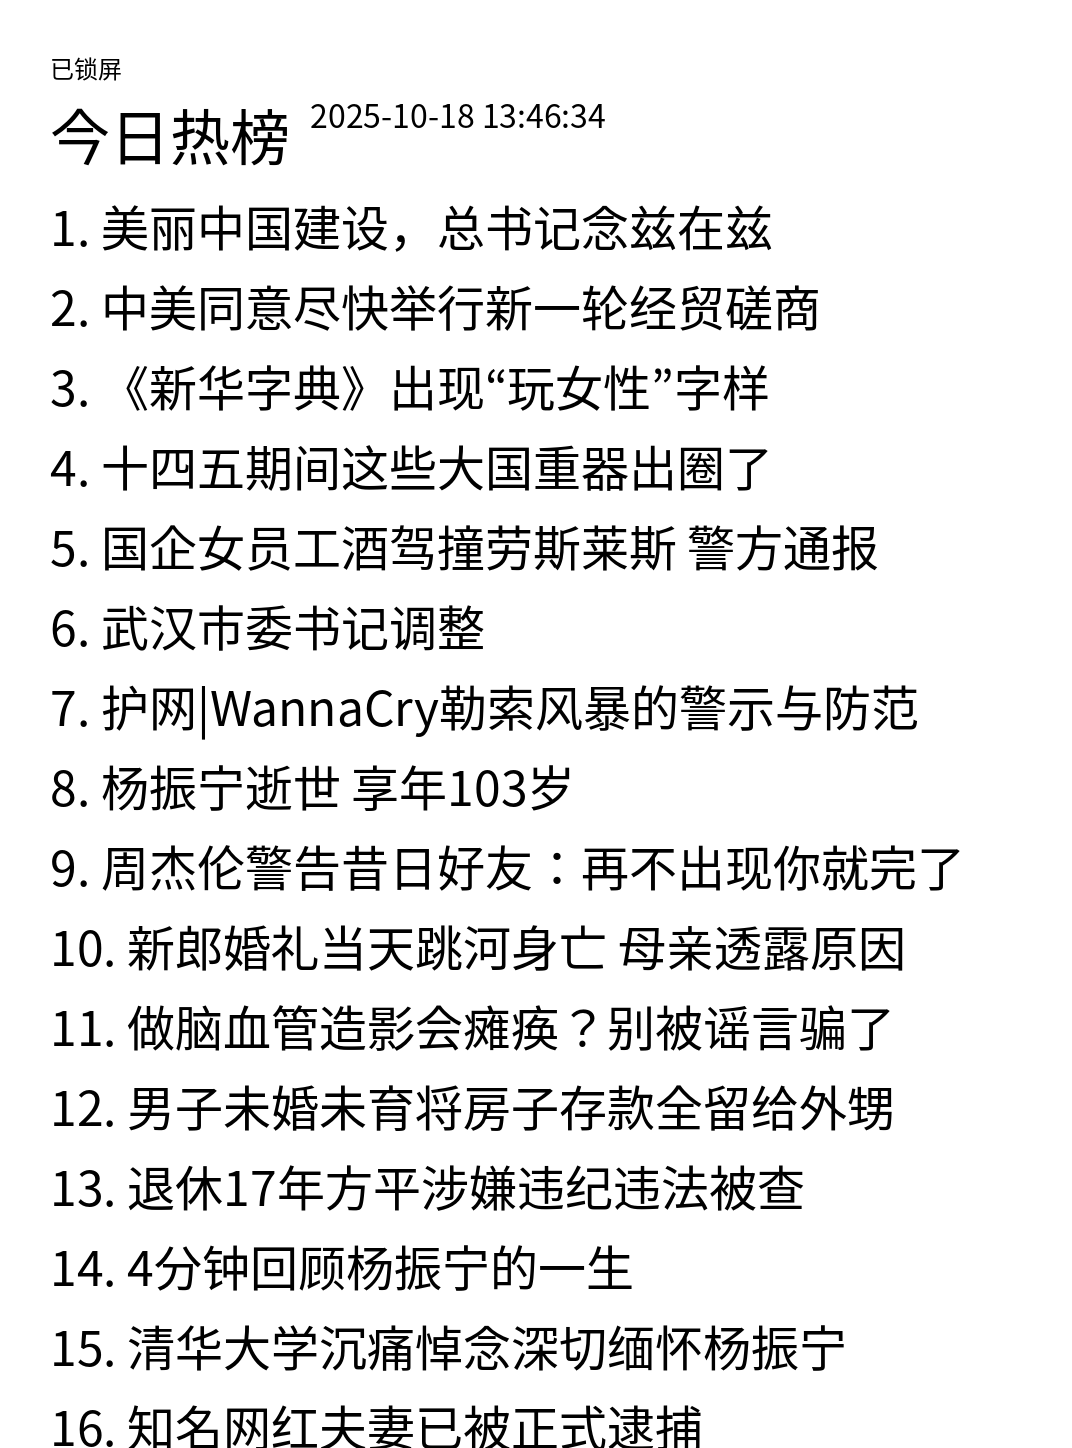 已锁屏
今日热榜 2025-10-18 13:46:34
1. 美丽中国建设，总书记念兹在兹
2. 中美同意尽快举行新一轮经贸磋商
3. 《新华字典》出现“玩女性”字样
4. 十四五期间这些大国重器出圈了
5. 国企女员工酒驾撞劳斯莱斯 警方通报
6. 武汉市委书记调整
7. 护网|WannaCry勒索风暴的警示与防范
8. 杨振宁逝世 享年103岁
9. 周杰伦警告昔日好友：再不出现你就完了
10. 新郎婚礼当天跳河身亡 母亲透露原因
11. 做脑血管造影会瘫痪？别被谣言骗了
12. 男子未婚未育将房子存款全留给外甥
13. 退休17年方平涉嫌违纪违法被查
14. 4分钟回顾杨振宁的一生
15. 清华大学沉痛悼念深切缅怀杨振宁
16. 知名网红夫妻已被正式逮捕